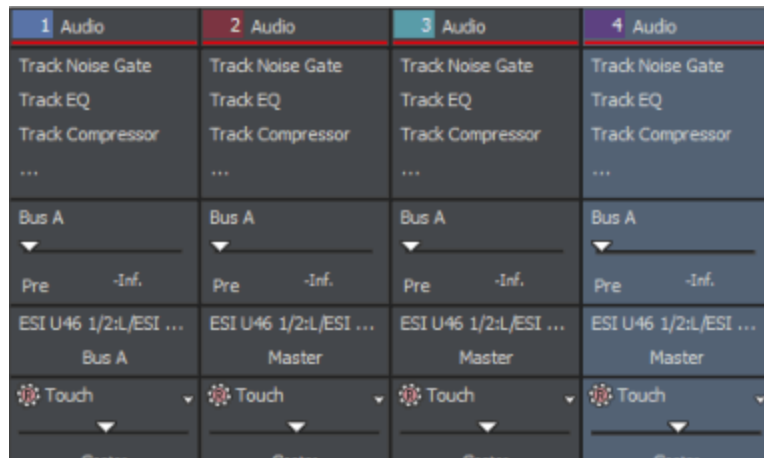 1 Audio 2 Audio 3 Audio 4 Audio
Track Noise Gate Track Noise Gate Track Noise Gate Track Noise Gate
Track EQ Track EQ Track EQ Track EQ
Track Compressor Track Compressor Track Compressor Track Compressor
... ... ... ...
Bus A Bus A Bus A Bus A
Pre -Inf. Pre -Inf. Pre -Inf. Pre -Inf.
ESI U46 1/2:L/ESI ... ESI U46 1/2:L/ESI ... ESI U46 1/2:L/ESI ... ESI U46 1/2:L/ESI ...
Bus A Master Master Master
Touch Touch Touch Touch